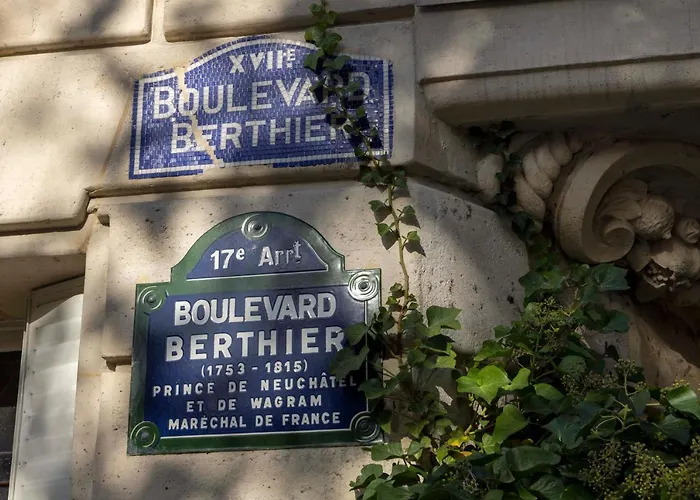 XVIIE
BOULEVARD
BERTHIER
17e Arrt
BOULEVARD
BERTHIER
(1753 - 1815)
PRINCE DE NEUCHÂTEL
ET DE WAGRAM
MARÉCHAL DE FRANCE